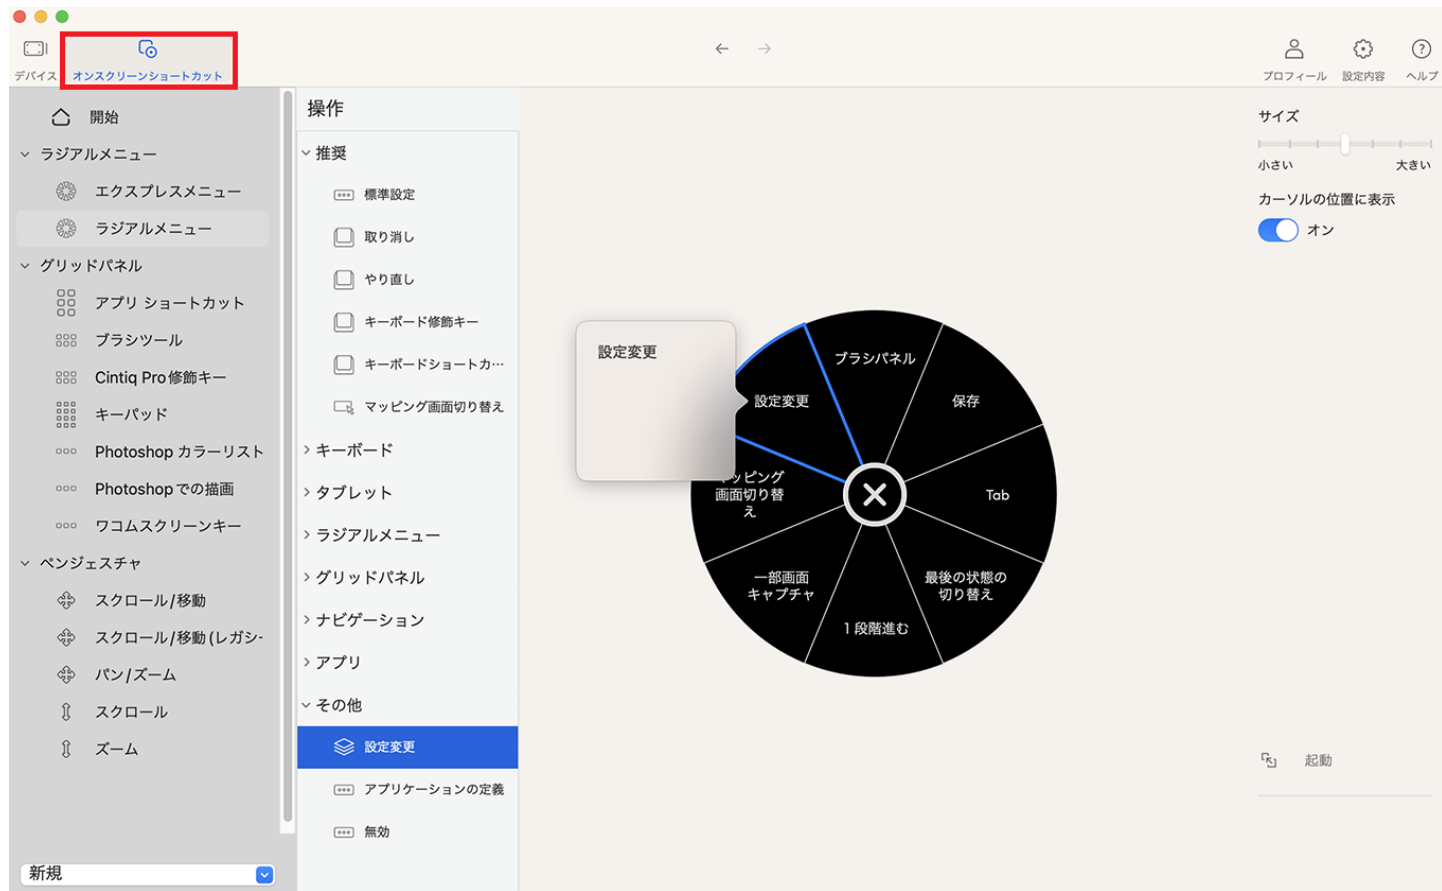 デバイス
オンスクリーンショートカット
プロフィール
設定内容
ヘルプ
開始
ラジアルメニュー
エクスプレスメニュー
ラジアルメニュー
グリッドパネル
アプリ ショートカット
ブラシツール
Cintiq Pro修飾キー
キーパッド
Photoshop カラーリスト
Photoshopでの描画
ワコムスクリーンキー
ペンジェスチャ
スクロール/移動
スクロール/移動(レガシ-
パン/ズーム
スクロール
ズーム
新規
操作
推奨
標準設定
取り消し
やり直し
キーボード修飾キー
キーボードショートカ…
マッピング画面切り替え
キーボード
タブレット
ラジアルメニュー
グリッドパネル
ナビゲーション
アプリ
その他
設定変更
アプリケーションの定義
無効
設定変更
ブラシパネル
保存
Tab
最後の状態の
切り替え
1段階進む
一部画面
キャプチャ
マッピング
画面切り替
え
設定変更
サイズ
小さい
大きい
カーソルの位置に表示
オン
起動